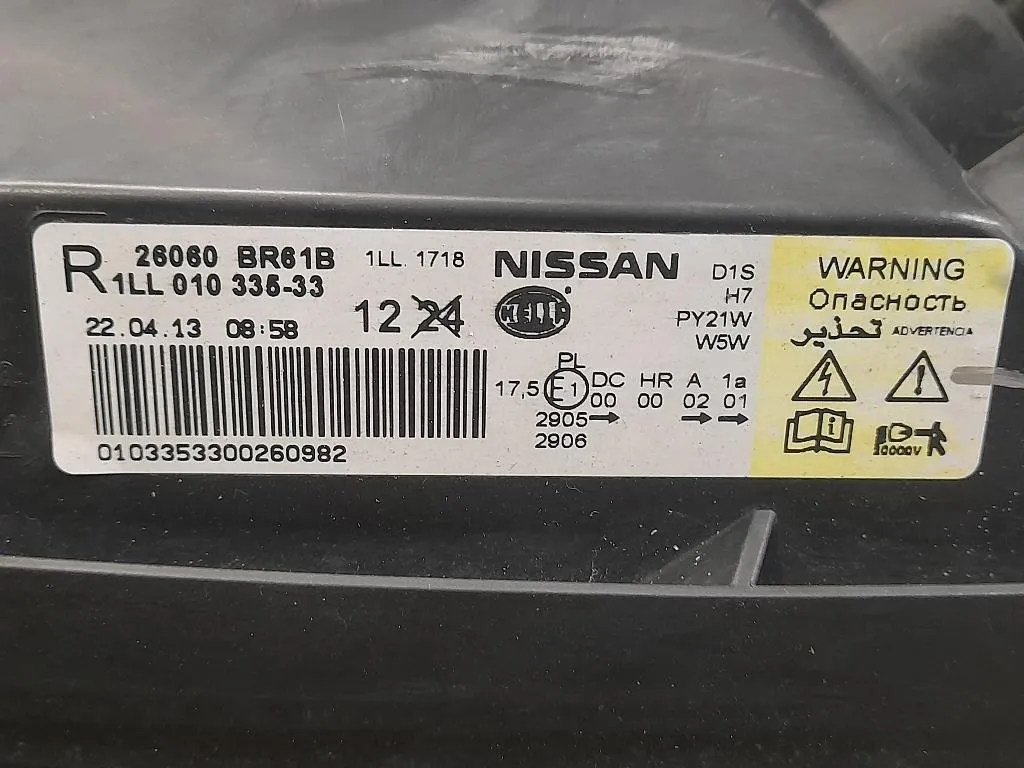 R 26060 BR61B 1LL 1718
1LL 010 335-33
22.04.13 08:58 12 24
0103353300260982
NISSAN
HELLA
D1S
H7
PY21W
W5W
PL
17,5 E1 DC HR A 1a
00 00 02 01
2905
2906
WARNING
Опасность
تحذير ADVERTENCIA
10000V